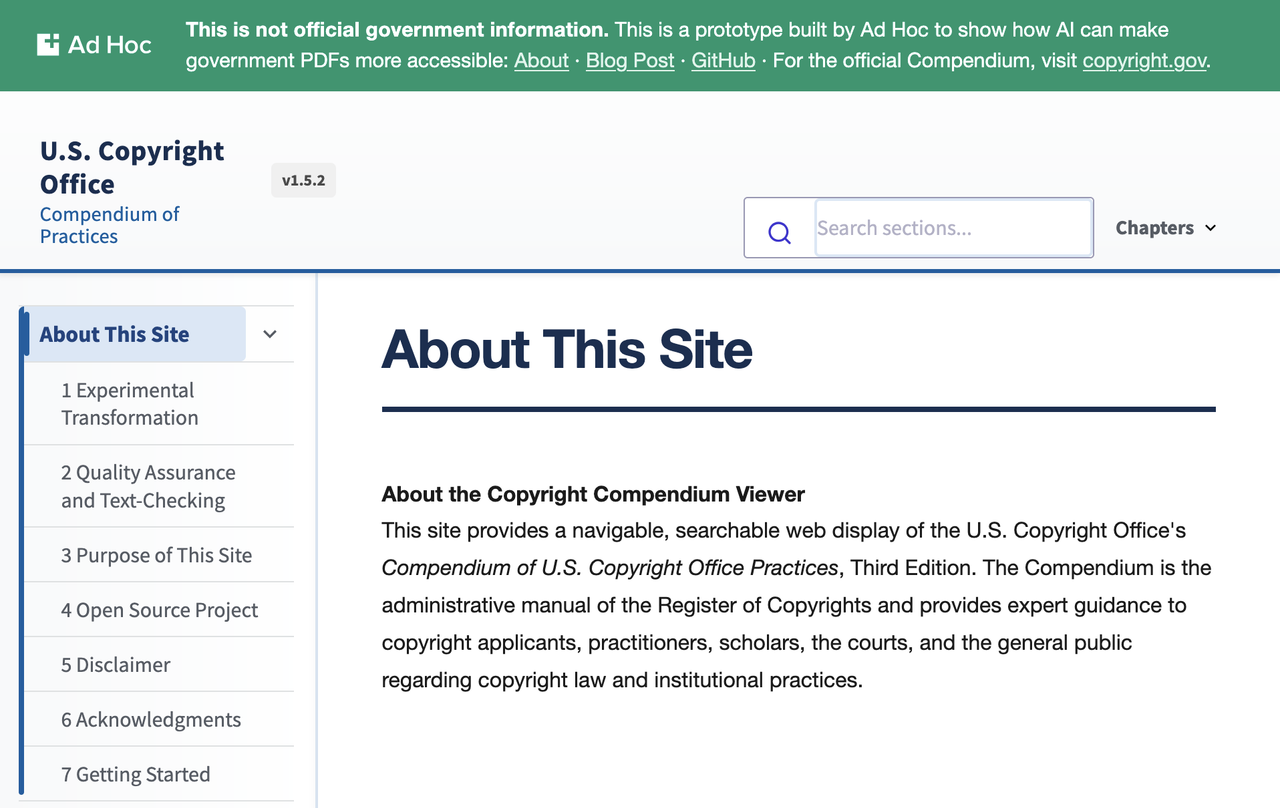 Ad Hoc
This is not official government information. This is a prototype built by Ad Hoc to show how AI can make
government PDFs more accessible: About · Blog Post · GitHub · For the official Compendium, visit copyright.gov.
U.S. Copyright
Office
Compendium of
Practices
v1.5.2
Search sections...
Chapters
About This Site
1 Experimental
Transformation
2 Quality Assurance
and Text-Checking
3 Purpose of This Site
4 Open Source Project
5 Disclaimer
6 Acknowledgments
7 Getting Started
About This Site
About the Copyright Compendium Viewer
This site provides a navigable, searchable web display of the U.S. Copyright Office's
Compendium of U.S. Copyright Office Practices, Third Edition. The Compendium is the
administrative manual of the Register of Copyrights and provides expert guidance to
copyright applicants, practitioners, scholars, the courts, and the general public
regarding copyright law and institutional practices.